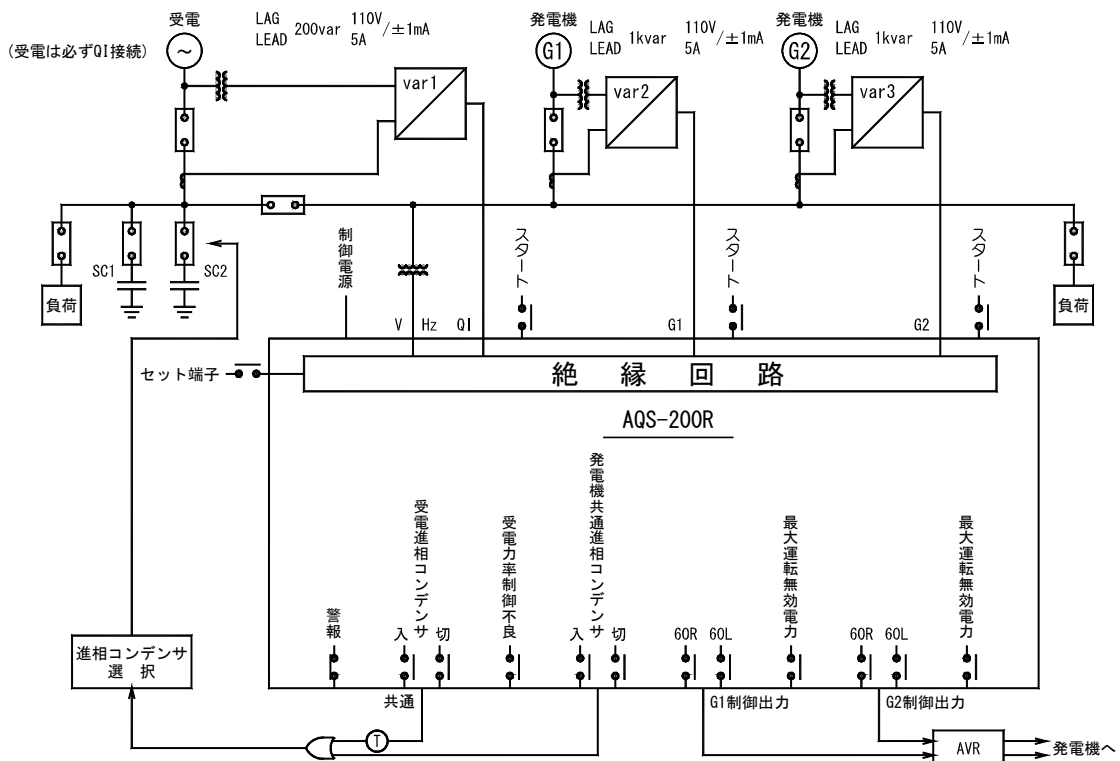 受電
(受電は必ずQI接続)
～
LAG
LEAD
200var
110V
5A
/±1mA
発電機
G1
LAG
LEAD
1kvar
110V
5A
/±1mA
発電機
G2
LAG
LEAD
1kvar
110V
5A
/±1mA
var1
var2
var3
SC1
SC2
負荷
制御電源
スタート
スタート
スタート
負荷
V
Hz
QI
G1
G2
セット端子
絶縁回路
AQS-200R
警報
受電進相コンデンサ
入
切
受電力率制御不良
発電機共通進相コンデンサ
入
切
60R
60L
最大運転無効電力
60R
60L
最大運転無効電力
進相コンデンサ
選択
共通
G1制御出力
G2制御出力
T
AVR
発電機へ